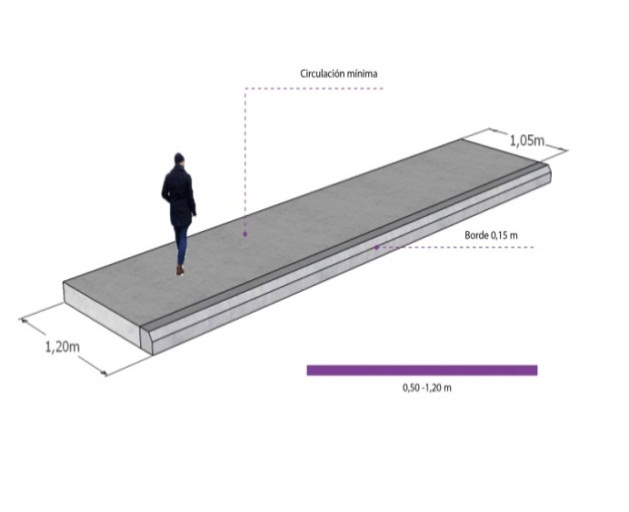 Circulación mínima
1,05m
Borde 0,15 m
1,20m
0,50 -1,20 m